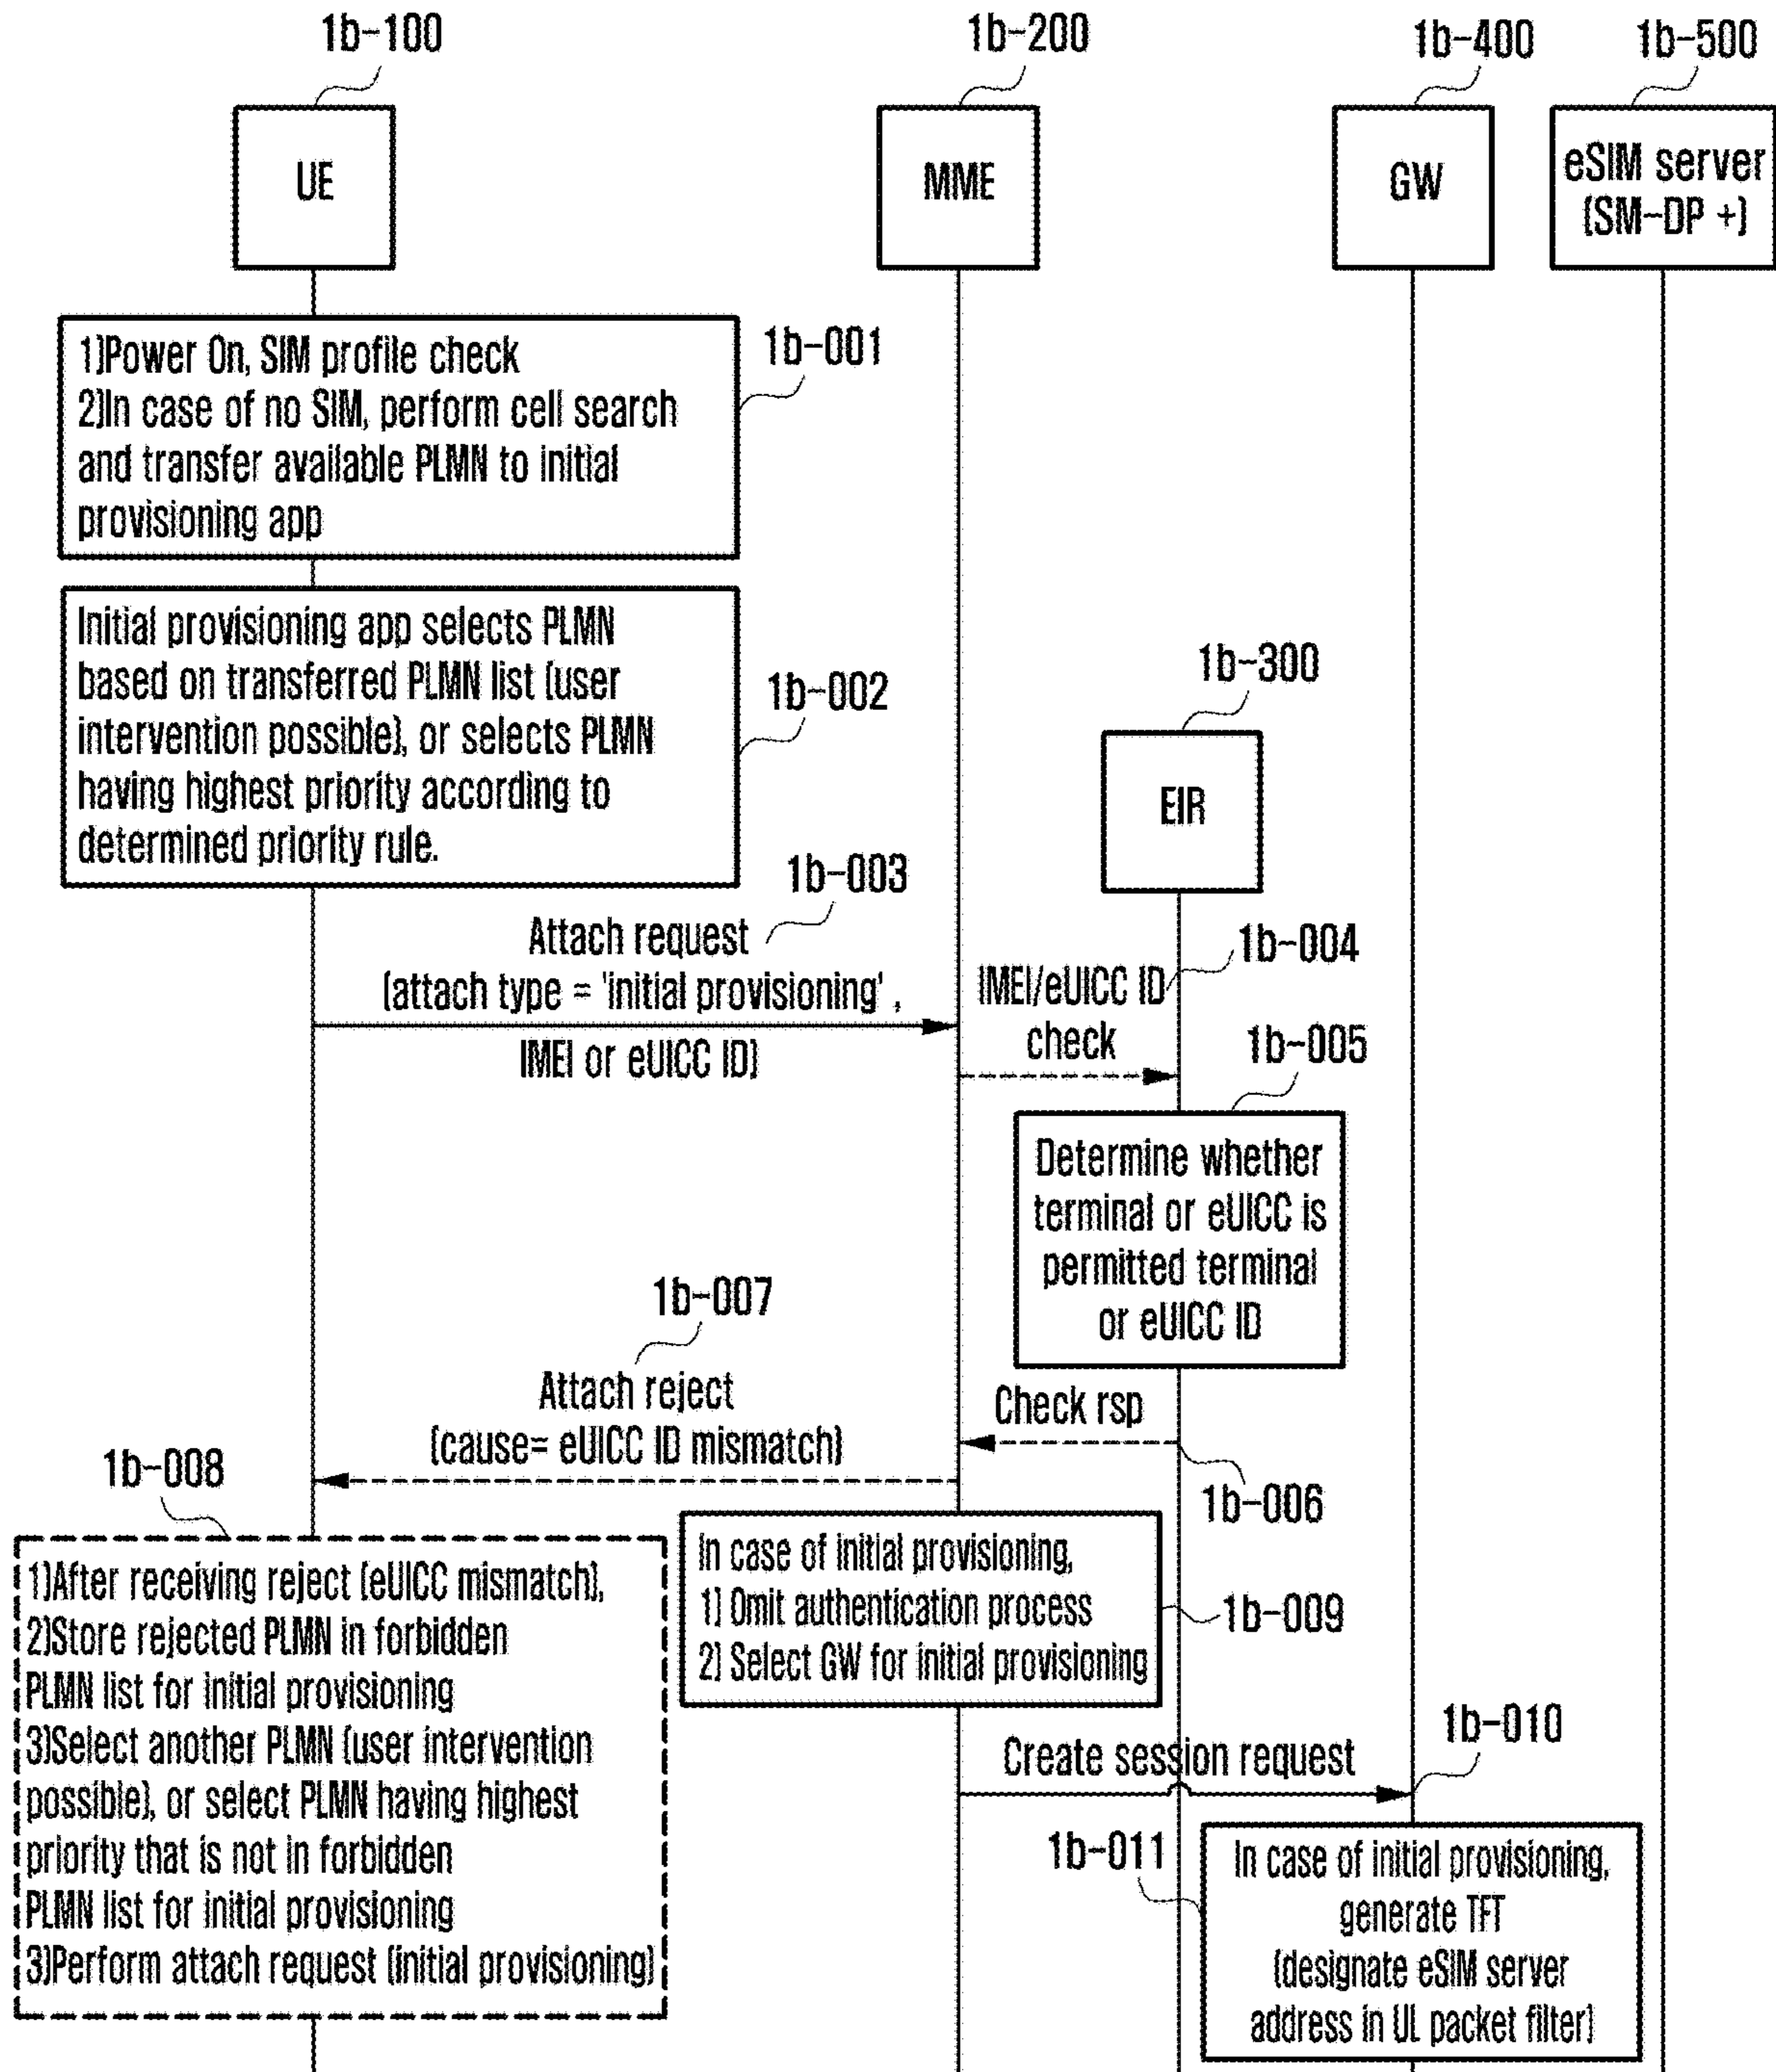 1b-100
1b-200
1b-400
1b-500
UE
MME
GW
eSIM server
(SM-DP +)
1)Power On, SIM profile check
2)In case of no SIM, perform cell search
and transfer available PLMN to initial
provisioning app
1b-001
Initial provisioning app selects PLMN
based on transferred PLMN list (user
intervention possible), or selects PLMN
having highest priority according to
determined priority rule.
1b-002
1b-300
EIR
1b-003
Attach request
(attach type = 'initial provisioning' ,
IMEI or eUICC ID)
1b-004
IMEI/eUICC ID
check
1b-005
Determine whether
terminal or eUICC is
permitted terminal
or eUICC ID
1b-007
Attach reject
(cause= eUICC ID mismatch)
Check rsp
1b-006
1b-008
1)After receiving reject (eUICC mismatch),
2)Store rejected PLMN in forbidden
PLMN list for initial provisioning
3)Select another PLMN (user intervention
possible), or select PLMN having highest
priority that is not in forbidden
PLMN list for initial provisioning
3)Perform attach request (initial provisioning)
In case of initial provisioning,
1) Omit authentication process
2) Select GW for initial provisioning
1b-009
Create session request
1b-010
1b-011
In case of initial provisioning,
generate TFT
(designate eSIM server
address in UL packet filter)